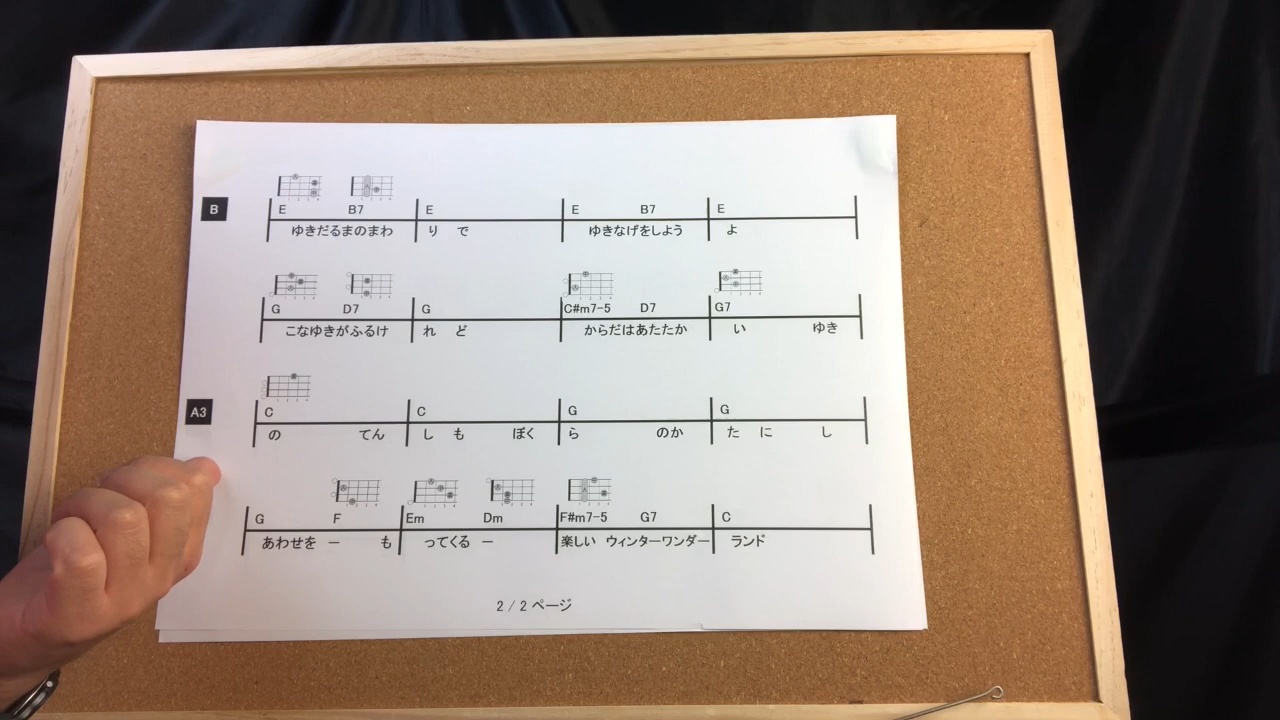 B
E B7 E E B7 E
ゆきだるまのまわ り で ゆきなげをしよう よ
G D7 G C#m7-5 D7 G7
こなゆきがふるけ れ ど からだはあたたか い ゆき
A3
C C G G
の てん し も ぼく ら のか た に し
G F Em Dm F#m7-5 G7 C
あわせを ー も ってくる ー 楽しい ウィンターワンダー ランド
2 / 2 ページ